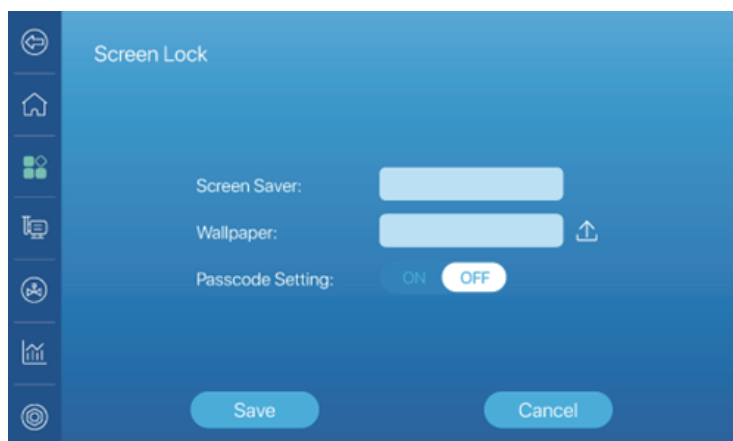 Screen Lock
Screen Saver:
Wallpaper:
Passcode Setting: ON OFF
Save Cancel